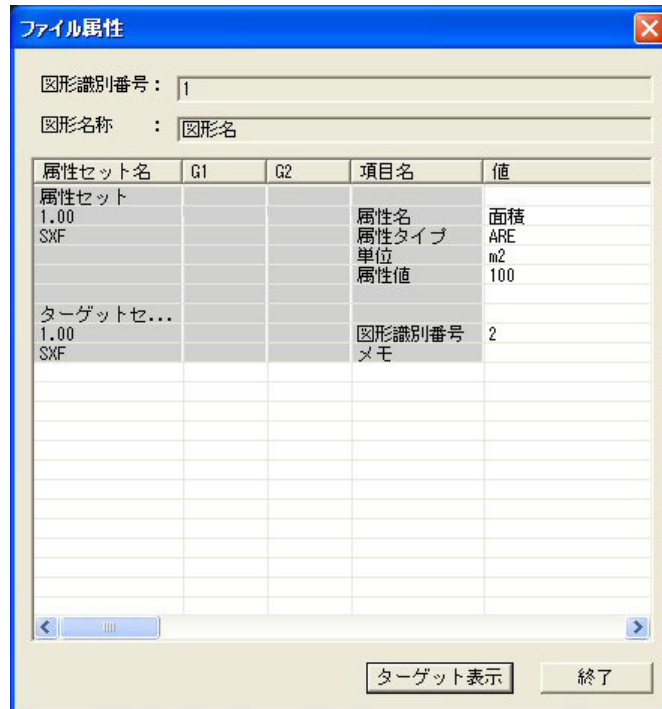 ファイル属性
図形識別番号： 1
図形名称　： 図形名
属性セット名 G1 G2 項目名 値
属性セット
1.00 属性名 面積
SXF 属性タイプ ARE
単位 m2
属性値 100
ターゲットセ...
1.00 図形識別番号 2
SXF メモ
ターゲット表示 終了